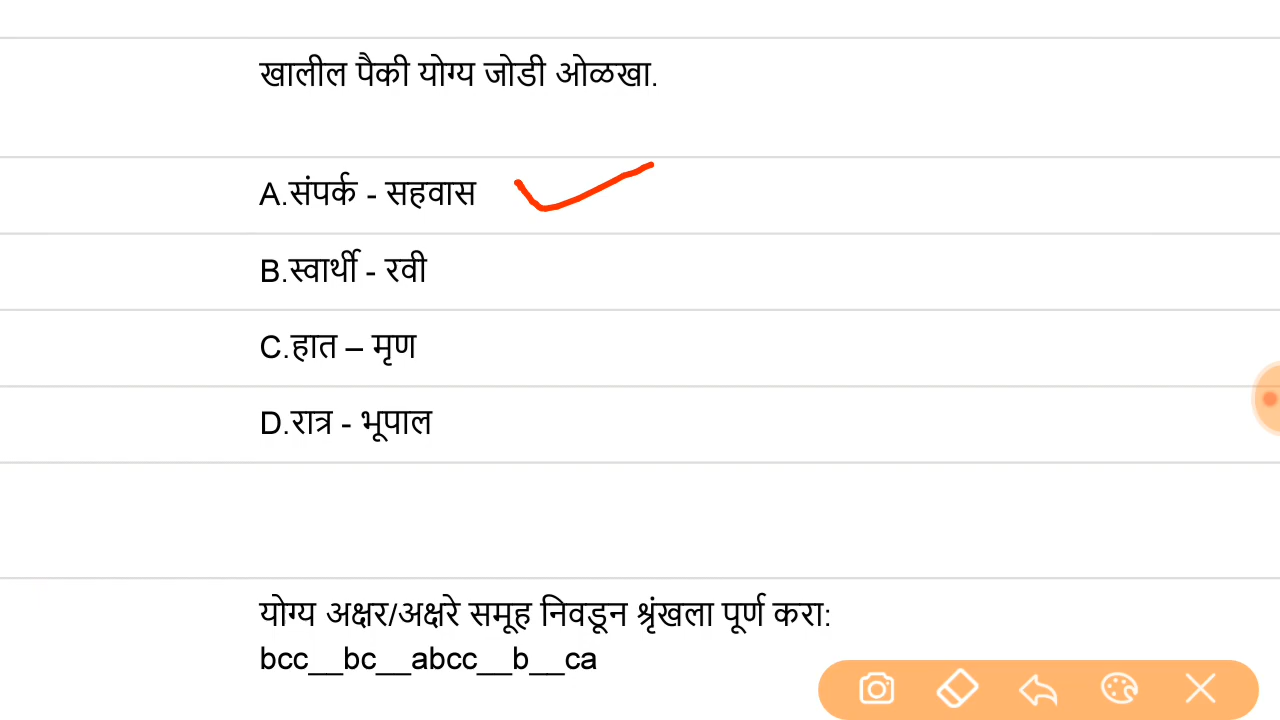 खालील पैकी योग्य जोडी ओळखा.
A.संपर्क - सहवास
B.स्वार्थी - रवी
C.हात – मृण
D.रात्र - भूपाल
योग्य अक्षर/अक्षरे समूह निवडून श्रृंखला पूर्ण करा:
bcc__bc__abcc__b__ca